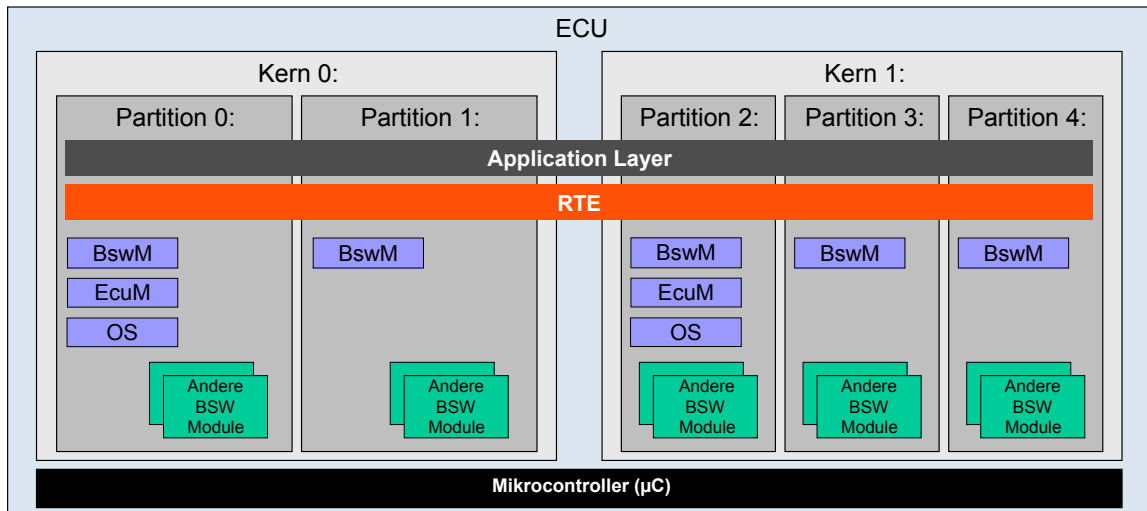 ECU
Kern 0:
Kern 1:
Partition 0:
Partition 1:
Partition 2:
Partition 3:
Partition 4:
Application Layer
RTE
BswM
BswM
BswM
BswM
BswM
EcuM
EcuM
OS
OS
Andere
BSW
Module
Andere
BSW
Module
Andere
BSW
Module
Andere
BSW
Module
Andere
BSW
Module
Mikrocontroller (µC)